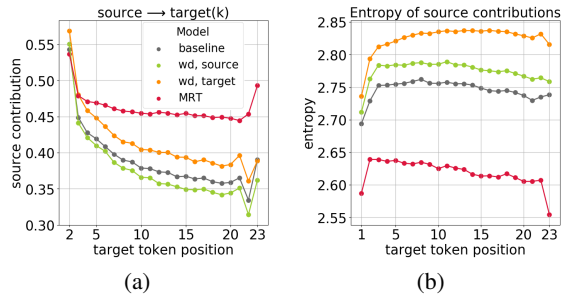 source ⟶ target(k)
source contribution
0.55
0.50
0.45
0.40
0.35
0.30
Model
baseline
wd, source
wd, target
MRT
2 5 10 15 20 23
target token position
(a)
Entropy of source contributions
entropy
2.85
2.80
2.75
2.70
2.65
2.60
2.55
1 5 10 15 20 23
target token position
(b)